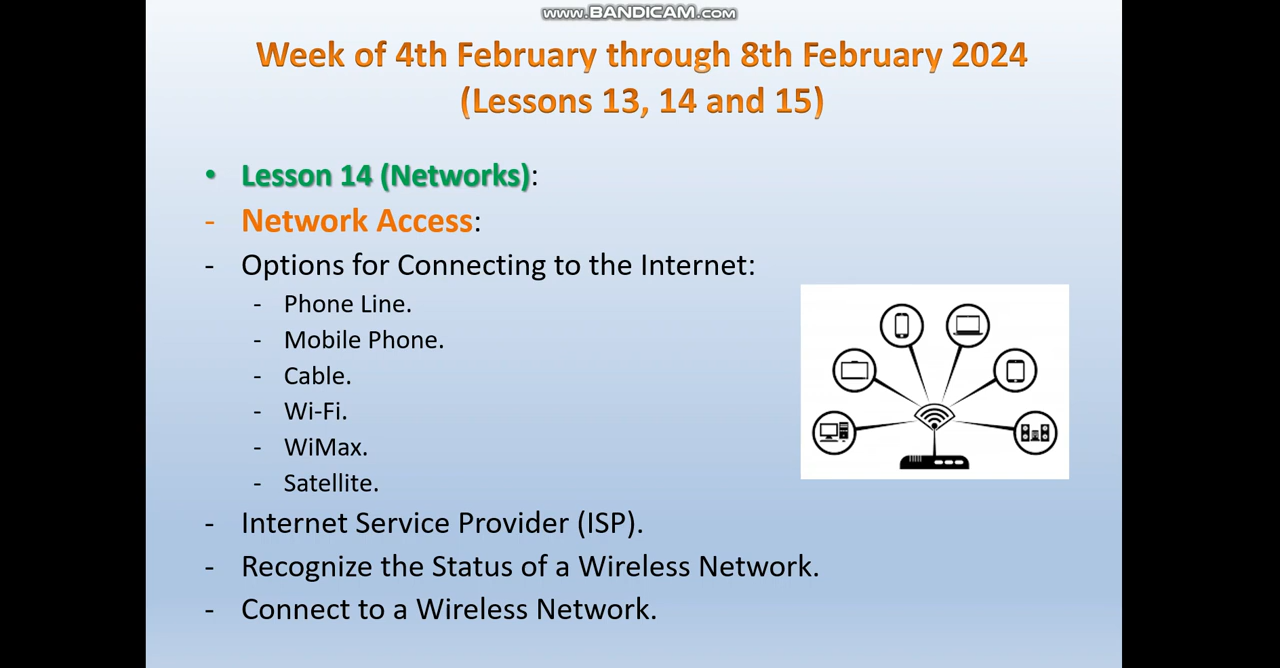 www.BANDICAM.com
Week of 4th February through 8th February 2024
(Lessons 13, 14 and 15)
• Lesson 14 (Networks):
- Network Access:
- Options for Connecting to the Internet:
- Phone Line.
- Mobile Phone.
- Cable.
- Wi-Fi.
- WiMax.
- Satellite.
- Internet Service Provider (ISP).
- Recognize the Status of a Wireless Network.
- Connect to a Wireless Network.